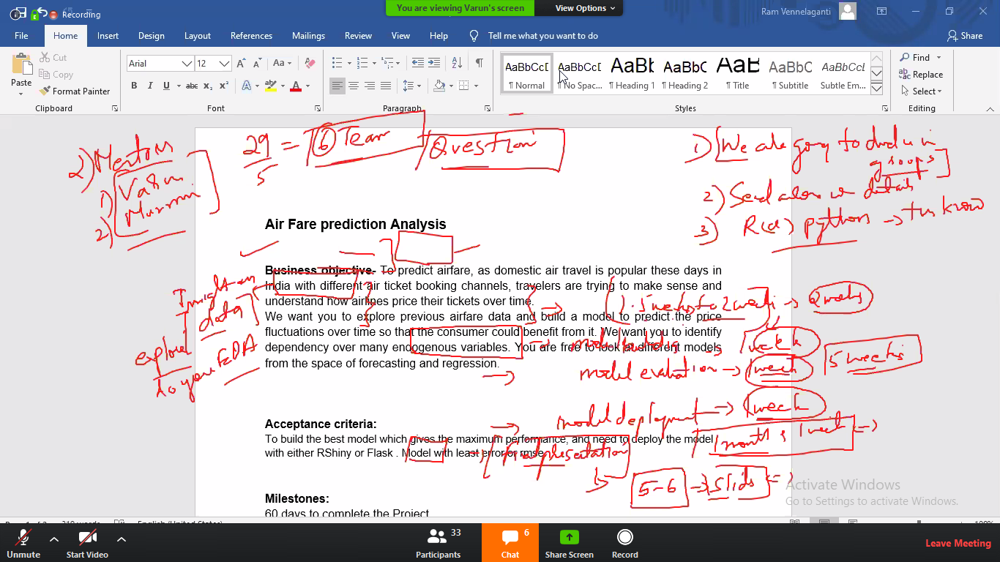 Recording
You are viewing Varun's screen
View Options
Ram Vennelaganti
File Home Insert Design Layout References Mailings Review View Help Tell me what you want to do Share
Paste
Cut
Copy
Format Painter
Arial 12
B I U abc x₂ x² A A
AaBbCcD AaBbCcD AaBb AaBbC AaB AaBbC AaBbCcL
¶ Normal ¶ No Spac... ¶ Heading 1 ¶ Heading 2 ¶ Title ¶ Subtitle Subtle Em...
Find
Replace
Select
Clipboard Font Paragraph Styles Editing
2) Mentors
1) Varun
2)
29 = 6 Team
5
Question
1) We are going to in
groups
2) details
3) R(or) python →
Air Fare prediction Analysis
Business objective- To predict airfare, as domestic air travel is popular these days in
India with different air ticket booking channels, travelers are trying to make sense and
understand how airlines price their tickets over time.
We want you to explore previous airfare data and build a model to predict the price
fluctuations over time so that the consumer could benefit from it. We want you to identify
dependency over many endogenous variables. You are free to look at different models
from the space of forecasting and regression.
data
do your EDA
1.5 weeks to 2 weeks → 2 weeks
→ model building → 1 week
model evaluation → 1 week
5 weeks
model deployment → 1 week
1 month & 1 week
Acceptance criteria:
To build the best model which gives the maximum performance, and need to deploy the model
with either RShiny or Flask . Model with least error or rmse
Final presentation
5-6 → slids
Milestones:
60 days to complete the Project
Activate Windows
Go to Settings to activate Windows.
Unmute
Start Video
Participants 33
Chat 6
Share Screen
Record
Leave Meeting